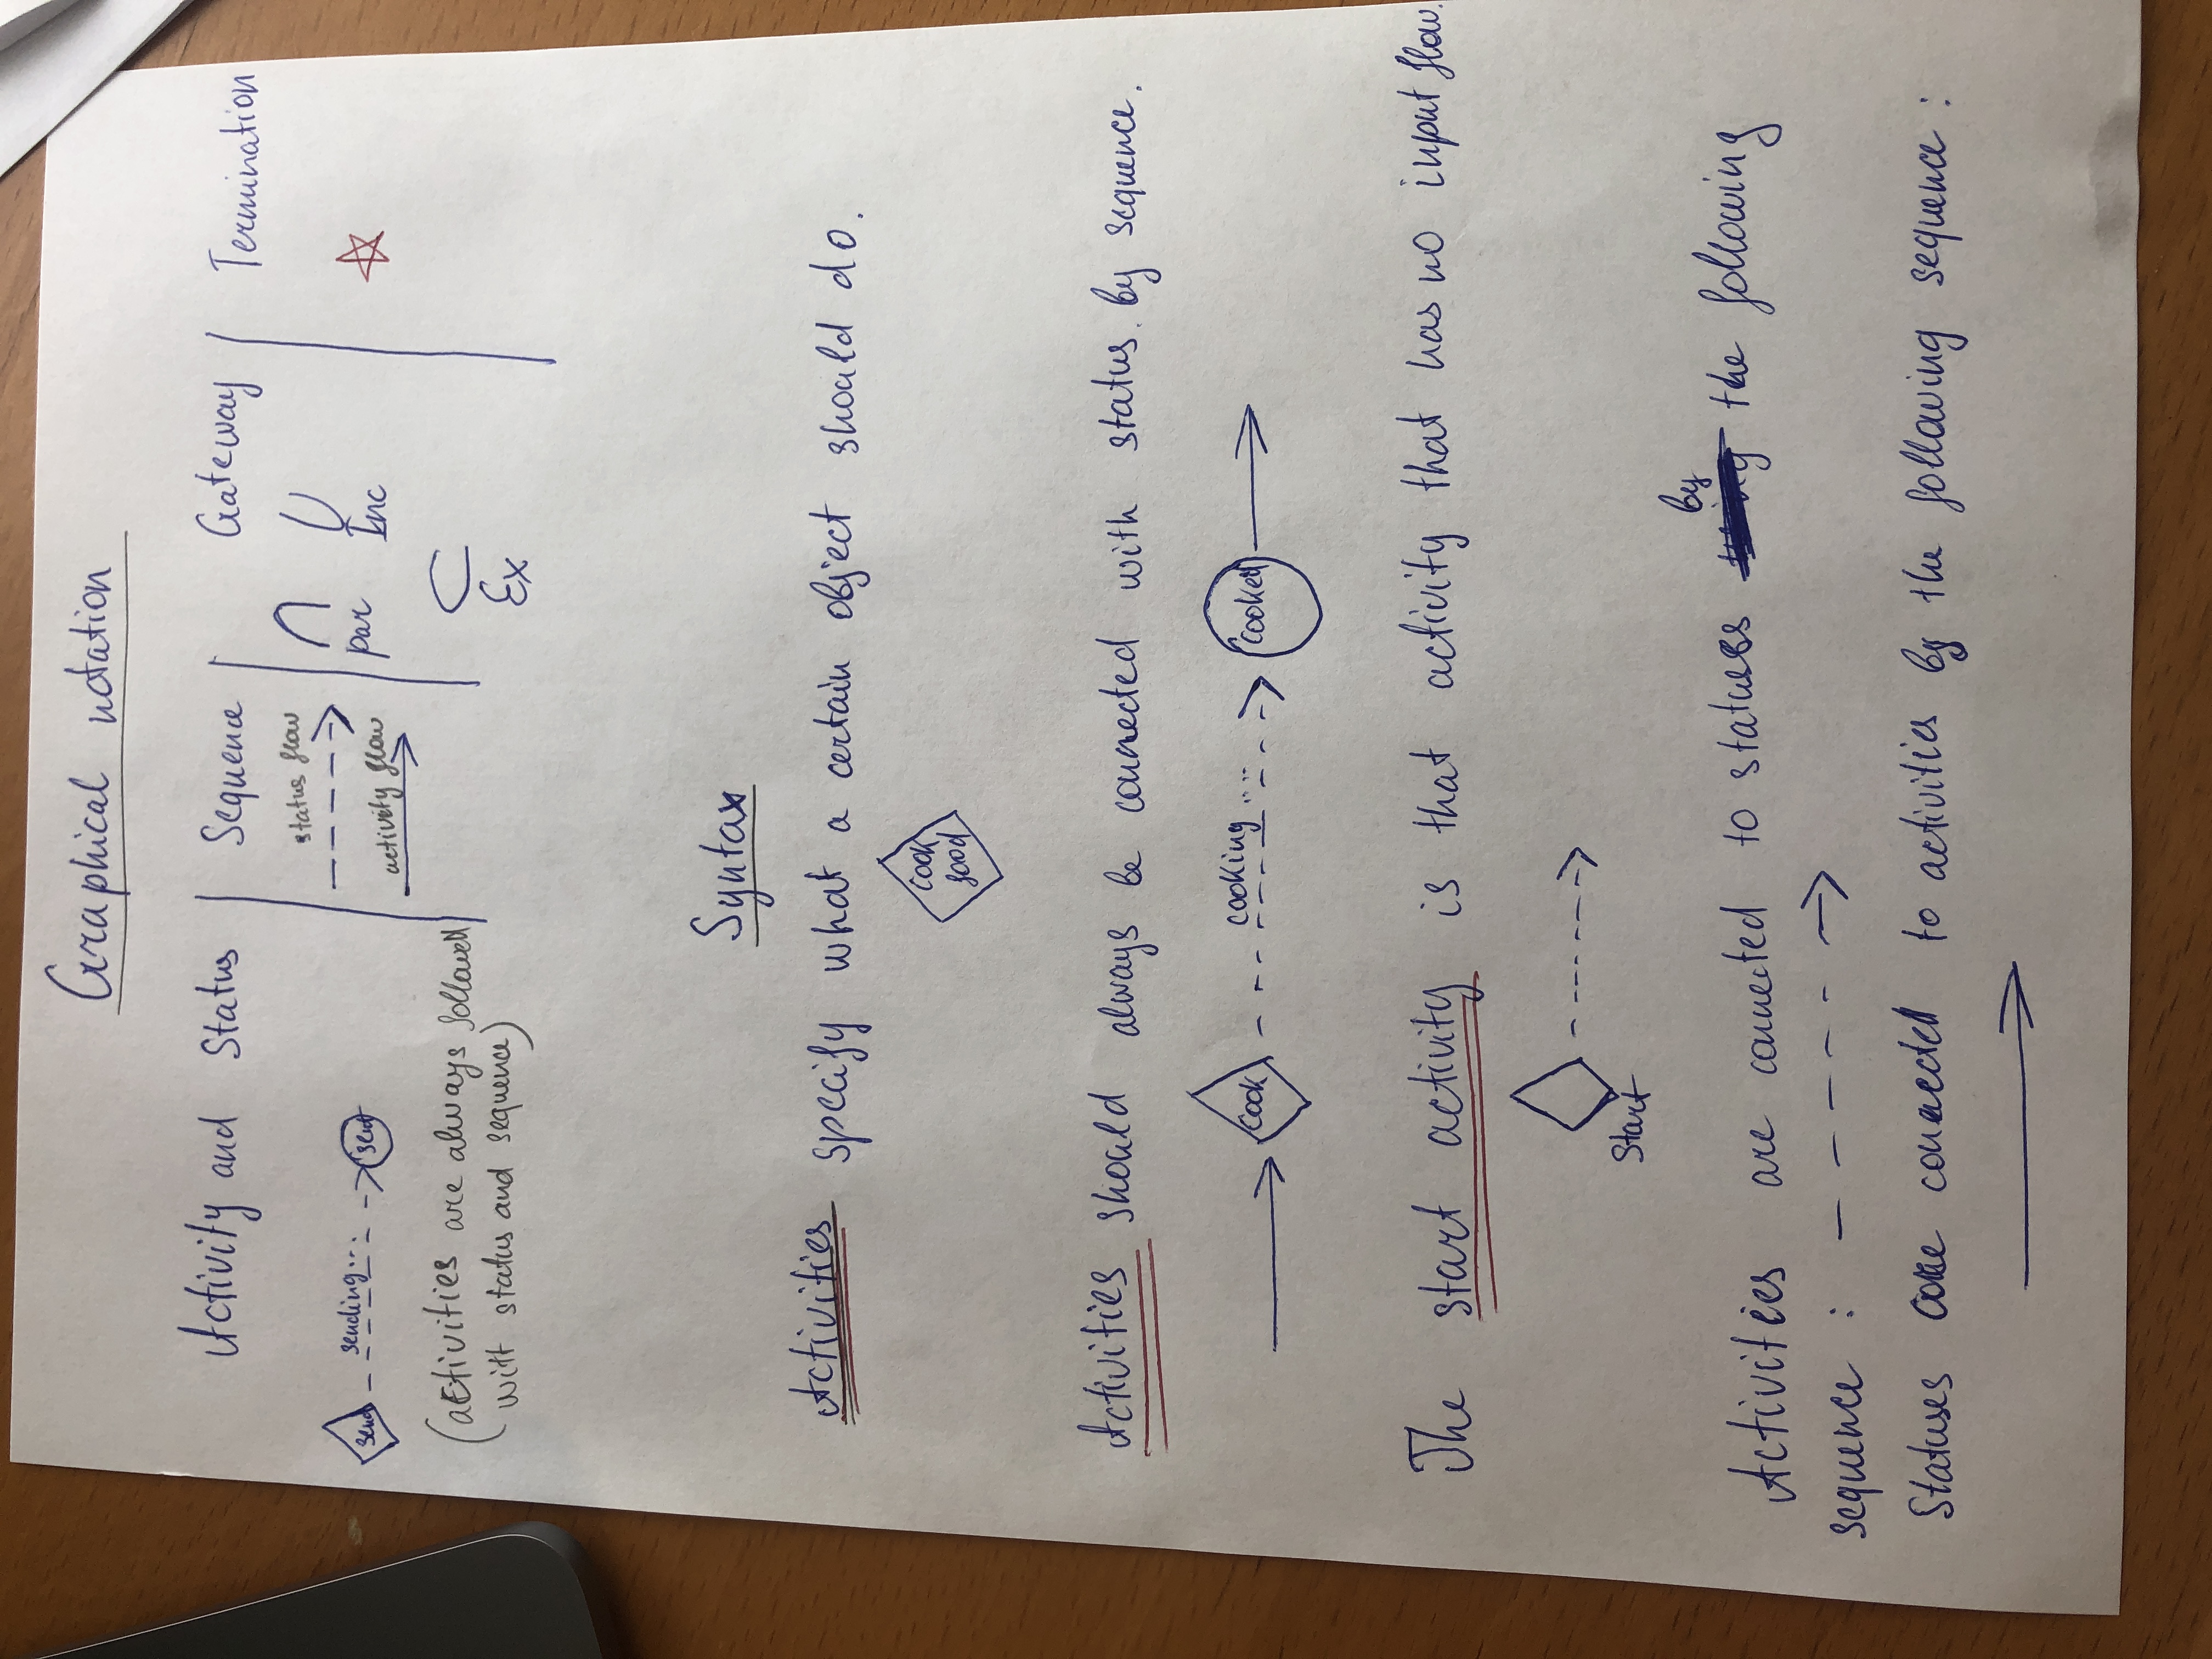 Graphical notation
Activity and Status
Sequence
Gateway
Termination
status flow
activity flow
par
Inc
Ex
send
sending...
sent
(activities are always followed
with status and sequence)
Syntax
Activities specify what a certain object should do.
Cook
food
Activities should always be connected with status by sequence.
Cook
cooking ...
Cooked
The start activity is that activity that has no input flow.
Start
by
Activities are connected to statuses the following
sequence :
Statuses are connected to activities by the following sequence :